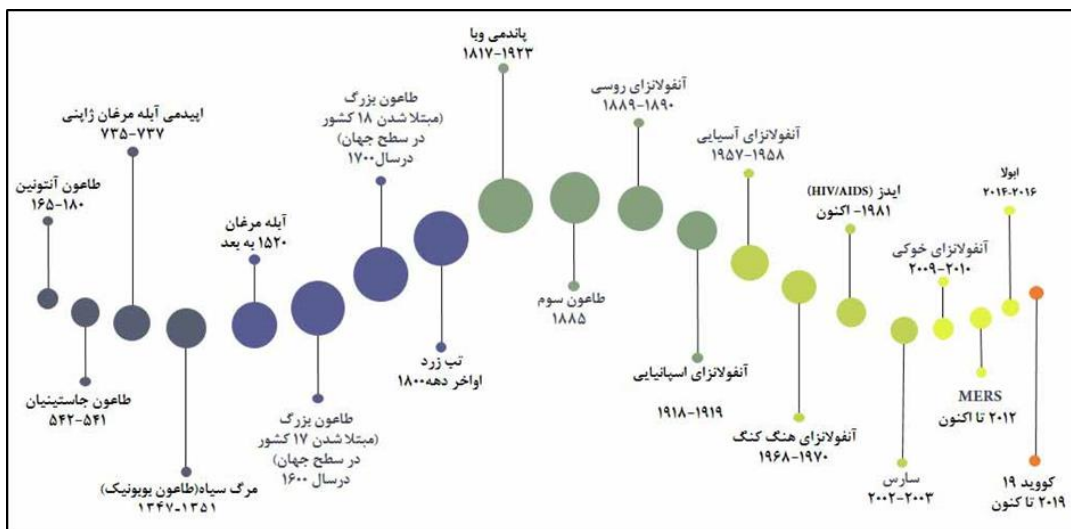 طاعون آنتونین
۱۶۵-۱۸۰
طاعون جاستینیان
۵۴۲-۵۴۱
اپیدمی آبله مرغان ژاپنی
۷۳۵-۷۳۷
مرگ سیاه(طاعون بوبونیک)
۱۳۴۷-۱۳۵۱
آبله مرغان
۱۵۲۰ به بعد
طاعون بزرگ
(مبتلا شدن ۱۷ کشور
در سطح جهان)
درسال ۱۶۰۰
طاعون بزرگ
(مبتلا شدن ۱۸ کشور
در سطح جهان)
درسال ۱۷۰۰
تب زرد
اواخر دهه ۱۸۰۰
پاندمی وبا
۱۸۱۷-۱۹۲۳
طاعون سوم
۱۸۸۵
آنفولانزای روسی
۱۸۸۹-۱۸۹۰
آنفولانزای اسپانیایی
۱۹۱۸-۱۹۱۹
آنفولانزای آسیایی
۱۹۵۷-۱۹۵۸
آنفولانزای هنگ کنگ
۱۹۶۸-۱۹۷۰
ایدز (HIV/AIDS)
۱۹۸۱- اکنون
سارس
۲۰۰۲-۲۰۰۳
آنفولانزای خوکی
۲۰۰۹-۲۰۱۰
MERS
۲۰۱۲ تا اکنون
ابولا
۲۰۱۴-۲۰۱۶
کووید ۱۹
۲۰۱۹ تا کنون